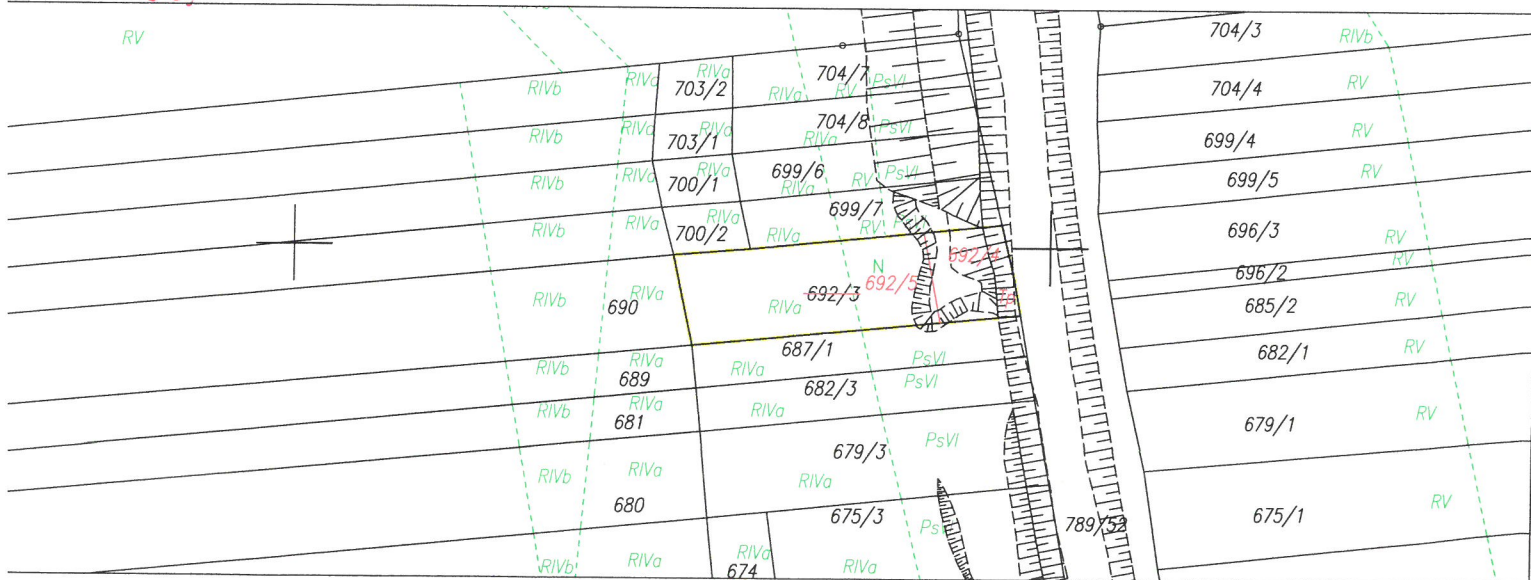 RV
704/3
RIVb
RIVb
RIVa
RIVa
703/2
704/7
RIVa
RV
PsVI
704/4
RV
RIVb
RIVa
703/1
RIVa
704/8
RIVa
PsVI
699/4
RV
RIVb
RIVa
700/1
RIVa
699/6
RIVa
RV
PsVI
699/5
RV
RIVb
RIVa
700/2
RIVa
RIVa
699/7
RV
PsVI
696/3
RV
692/4
N
696/2
RV
RIVb
690
RIVa
RIVa
692/3
692/5
685/2
RV
687/1
PsVI
682/1
RV
RIVb
RIVa
689
RIVa
682/3
PsVI
RIVb
RIVa
681
RIVa
679/1
RV
679/3
PsVI
RIVb
RIVa
RIVa
680
675/3
PsVI
789/52
675/1
RV
RIVb
RIVa
RIVa
674
RIVa